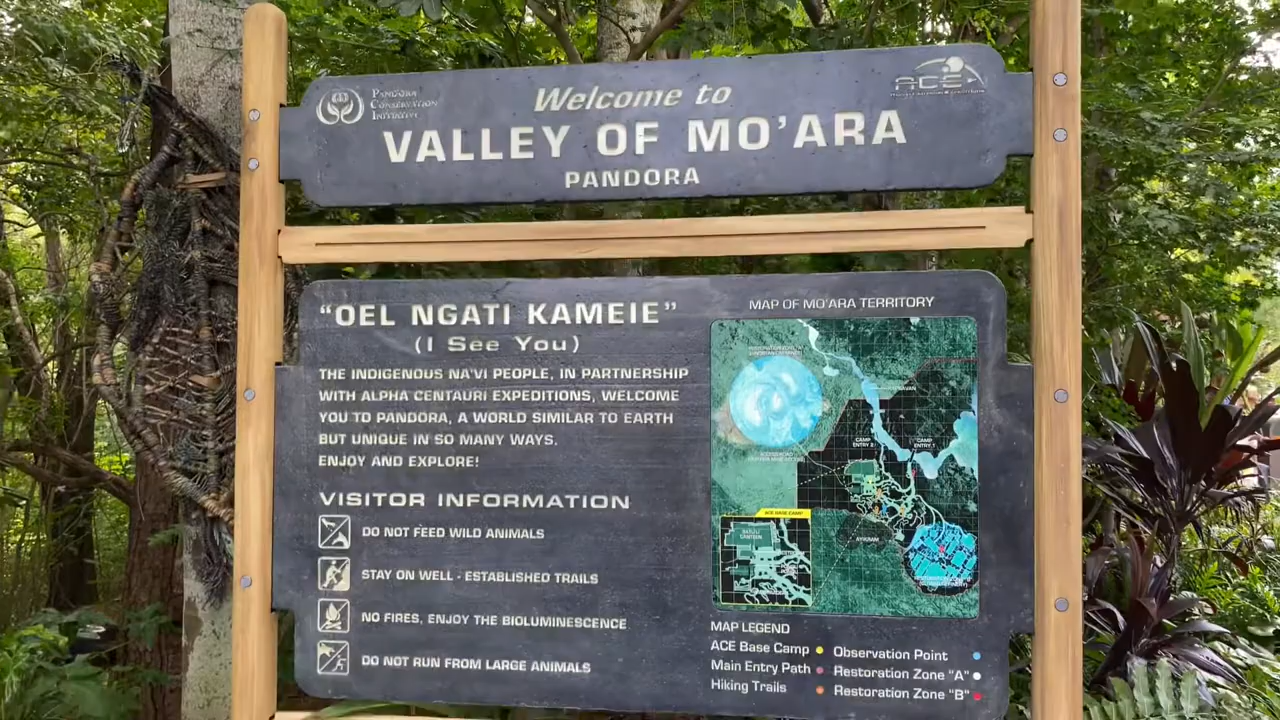 PANDORA
CONSERVATION
INITIATIVE
ACE
Welcome to
VALLEY OF MO'ARA
PANDORA
"OEL NGATI KAMEIE"
(I See You)
THE INDIGENOUS NA'VI PEOPLE, IN PARTNERSHIP
WITH ALPHA CENTAURI EXPEDITIONS, WELCOME
YOU TO PANDORA, A WORLD SIMILAR TO EARTH
BUT UNIQUE IN SO MANY WAYS.
ENJOY AND EXPLORE!
VISITOR INFORMATION
DO NOT FEED WILD ANIMALS
STAY ON WELL - ESTABLISHED TRAILS
NO FIRES, ENJOY THE BIOLUMINESCENCE
DO NOT RUN FROM LARGE ANIMALS
MAP OF MO'ARA TERRITORY
CAMP
ENTRY 2
CAMP
ENTRY 1
ACE BASE CAMP
CANTEEN
MAP LEGEND
ACE Base Camp
Main Entry Path
Hiking Trails
Observation Point
Restoration Zone "A"
Restoration Zone "B"